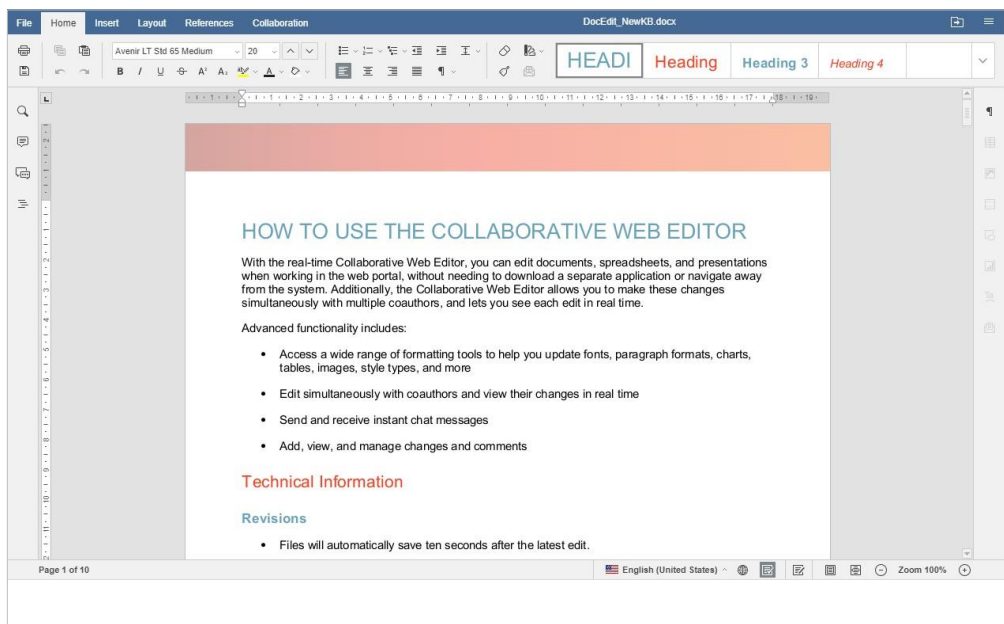 File Home Insert Layout References Collaboration DocEdit_NewKB.docx
Avenir LT Std 65 Medium 20
HEADI Heading Heading 3 Heading 4
HOW TO USE THE COLLABORATIVE WEB EDITOR
With the real-time Collaborative Web Editor, you can edit documents, spreadsheets, and presentations
when working in the web portal, without needing to download a separate application or navigate away
from the system. Additionally, the Collaborative Web Editor allows you to make these changes
simultaneously with multiple coauthors, and lets you see each edit in real time.
Advanced functionality includes:
• Access a wide range of formatting tools to help you update fonts, paragraph formats, charts,
tables, images, style types, and more
• Edit simultaneously with coauthors and view their changes in real time
• Send and receive instant chat messages
• Add, view, and manage changes and comments
Technical Information
Revisions
• Files will automatically save ten seconds after the latest edit.
Page 1 of 10 English (United States) Zoom 100%